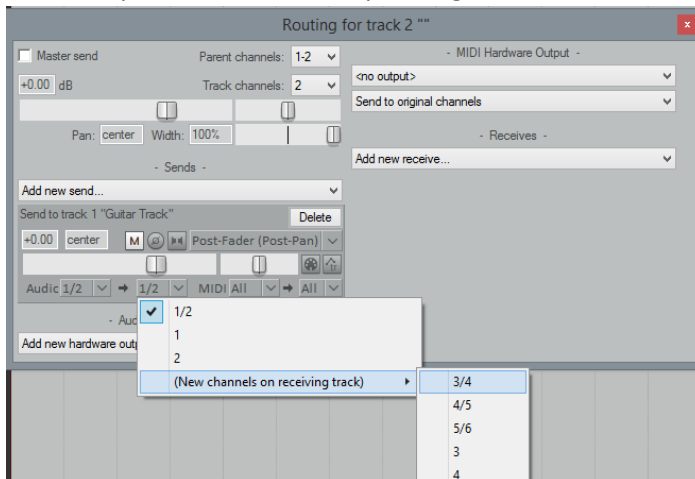 Routing for track 2 ""
x
Master send
Parent channels: 1-2
+0.00 dB
Track channels: 2
Pan: center Width: 100%
- Sends -
Add new send...
Send to track 1 "Guitar Track"
Delete
+0.00 center M Post-Fader (Post-Pan)
Audio 1/2 1/2 MIDI All All
- Aud
Add new hardware outp
- MIDI Hardware Output -
<no output>
Send to original channels
- Receives -
Add new receive...
1/2
1
2
(New channels on receiving track)
3/4
4/5
5/6
3
4